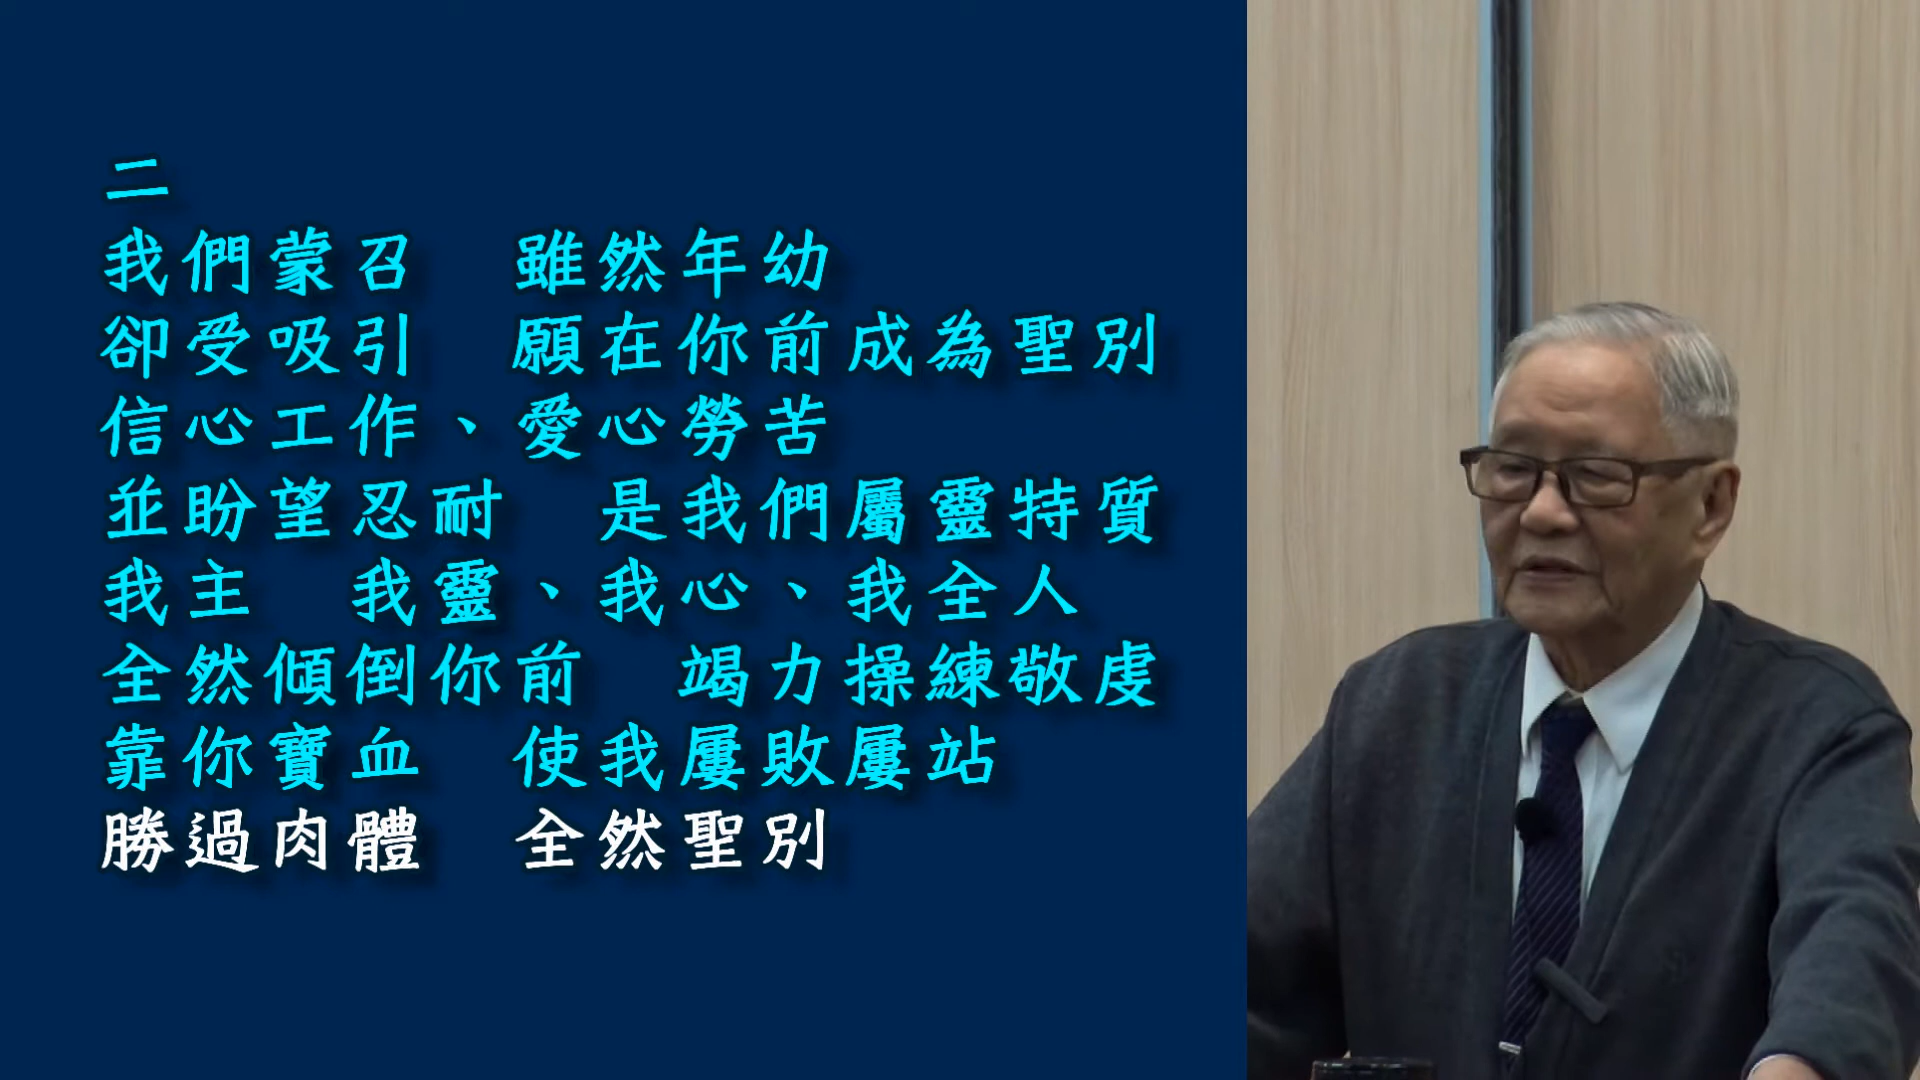 二
我們蒙召　雖然年幼
卻受吸引　願在你前成為聖別
信心工作、愛心勞苦
並盼望忍耐　是我們屬靈特質
我主　我靈、我心、我全人
全然傾倒你前　竭力操練敬虔
靠你寶血　使我屢敗屢站
勝過肉體　全然聖別